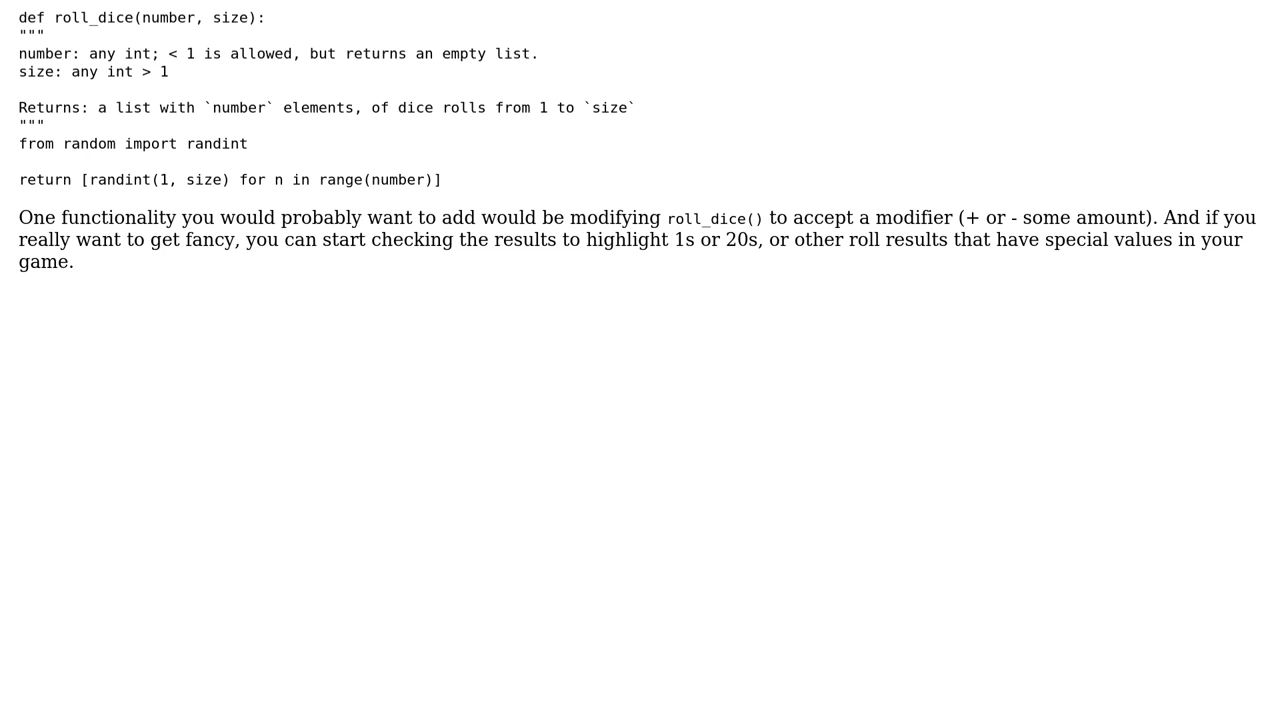 def roll_dice(number, size):
"""
number: any int; < 1 is allowed, but returns an empty list.
size: any int > 1

Returns: a list with `number` elements, of dice rolls from 1 to `size`
"""
from random import randint

return [randint(1, size) for n in range(number)]

One functionality you would probably want to add would be modifying roll_dice() to accept a modifier (+ or - some amount). And if you
really want to get fancy, you can start checking the results to highlight 1s or 20s, or other roll results that have special values in your
game.